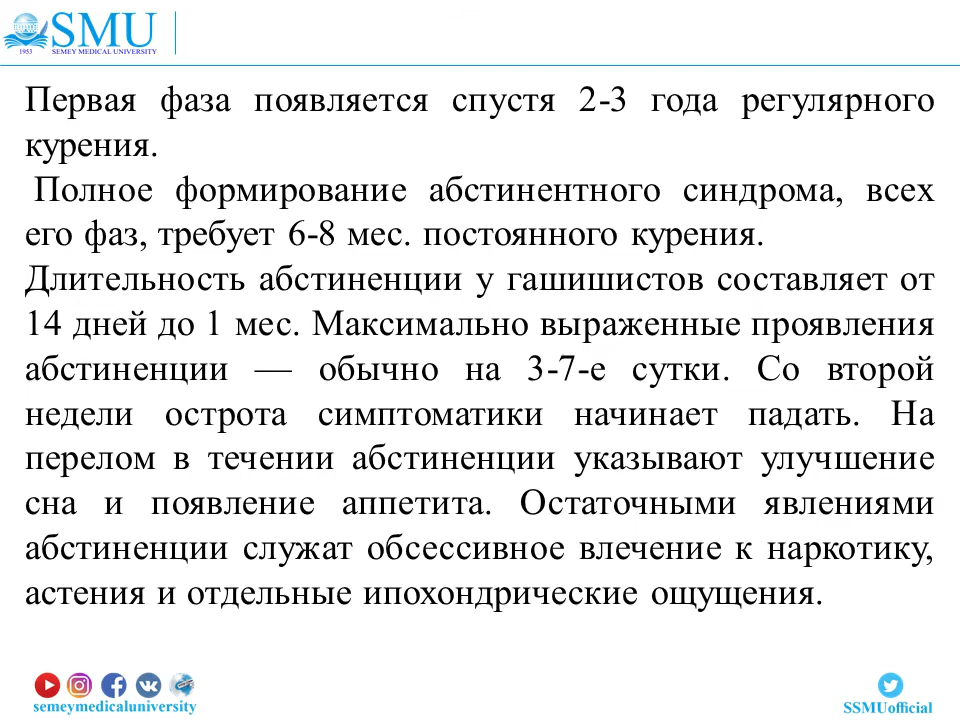 SMU
1953 SEMEY MEDICAL UNIVERSITY
Первая фаза появляется спустя 2-3 года регулярного
курения.
Полное формирование абстинентного синдрома, всех
его фаз, требует 6-8 мес. постоянного курения.
Длительность абстиненции у гашишистов составляет от
14 дней до 1 мес. Максимально выраженные проявления
абстиненции — обычно на 3-7-е сутки. Со второй
недели острота симптоматики начинает падать. На
перелом в течении абстиненции указывают улучшение
сна и появление аппетита. Остаточными явлениями
абстиненции служат обсессивное влечение к наркотику,
астения и отдельные ипохондрические ощущения.
semeymedicaluniversity
SSMUofficial